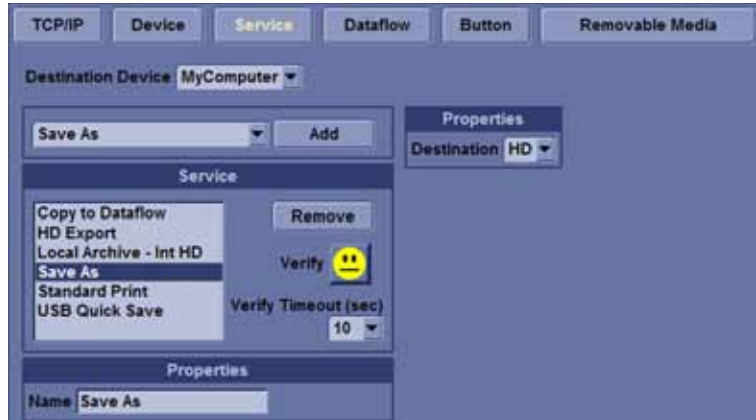 TCP/IP Device Service Dataflow Button Removable Media
Destination Device MyComputer
Save As Add
Properties
Destination HD
Service
Copy to Dataflow
HD Export
Local Archive - Int HD
Save As
Standard Print
USB Quick Save
Remove
Verify
Verify Timeout (sec)
10
Properties
Name Save As